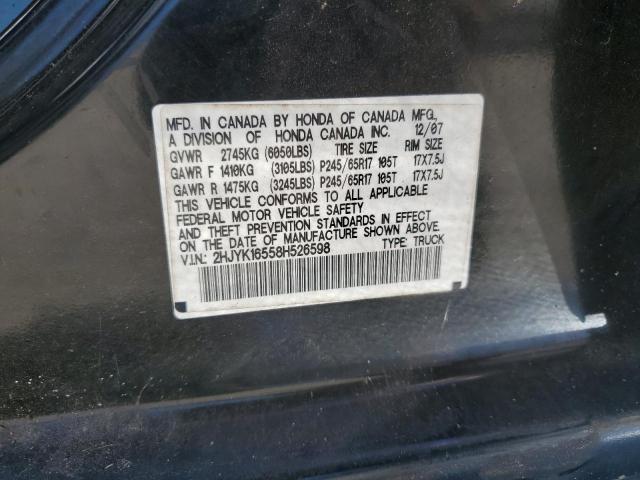 MFD. IN CANADA BY HONDA OF CANADA MFG.,
A DIVISION OF HONDA CANADA INC. 12/07
GVWR 2745KG (6050LBS) TIRE SIZE RIM SIZE
GAWR F 1410KG (3105LBS) P245/65R17 105T 17X7.5J
GAWR R 1475KG (3245LBS) P245/65R17 105T 17X7.5J
THIS VEHICLE CONFORMS TO ALL APPLICABLE
FEDERAL MOTOR VEHICLE SAFETY
AND THEFT PREVENTION STANDARDS IN EFFECT
ON THE DATE OF MANUFACTURE SHOWN ABOVE.
V.I.N.: 2HJYK16558H526598 TYPE: TRUCK